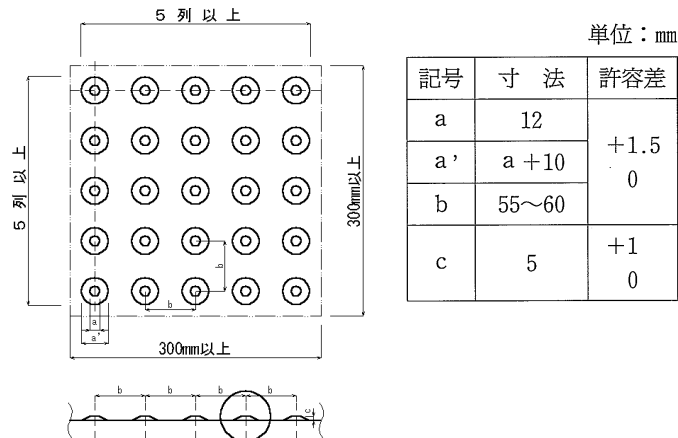 5 列 以 上
5 列 以 上
300mm以上
b
b
a
a'
300mm以上
b
b
b
b
c
単位：mm
記号 寸 法 許容差
a 12
+1.5
0
a' a+10
b 55～60
c 5
+1
0